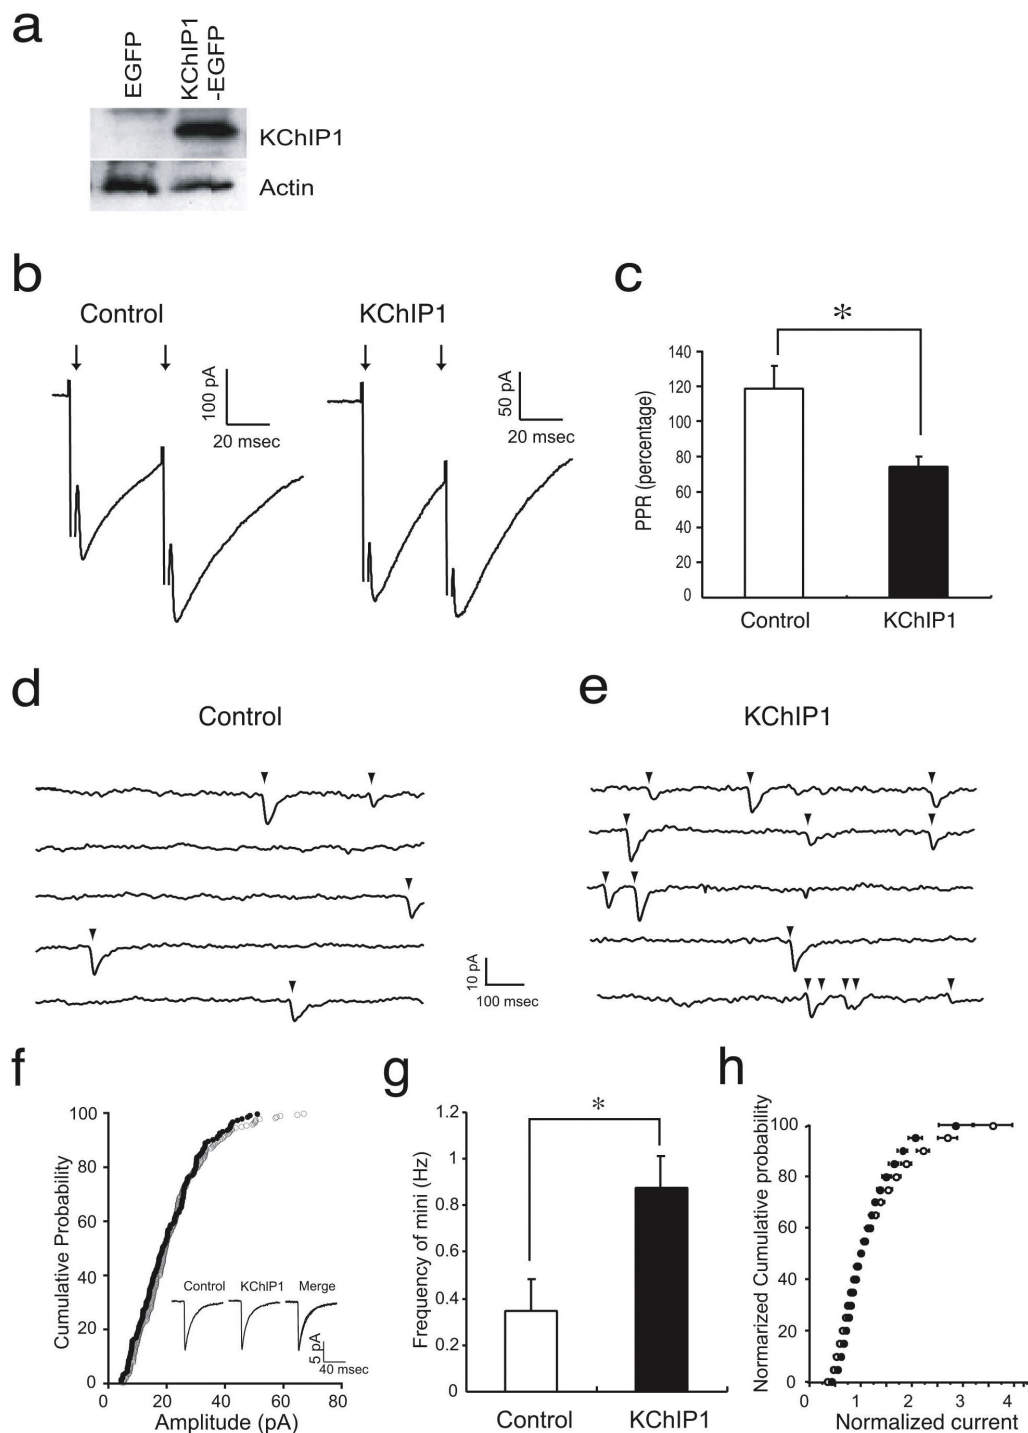 a
EGFP
KChIP1
-EGFP
KChIP1
Actin
b
Control
KChIP1
100 pA
20 msec
50 pA
20 msec
c
*
PPR (percentage)
140
120
100
80
60
40
20
0
Control
KChIP1
d
Control
e
KChIP1
10 pA
100 msec
f
Cumulative Probability
100
80
60
40
20
0
Control
KChIP1
Merge
5 pA
40 msec
0
20
40
60
80
Amplitude (pA)
g
*
Frequency of mini (Hz)
1.2
1
0.8
0.6
0.4
0.2
0
Control
KChIP1
h
Normarized Cumulative probability
100
80
60
40
20
0
0
1
2
3
4
Normalized current